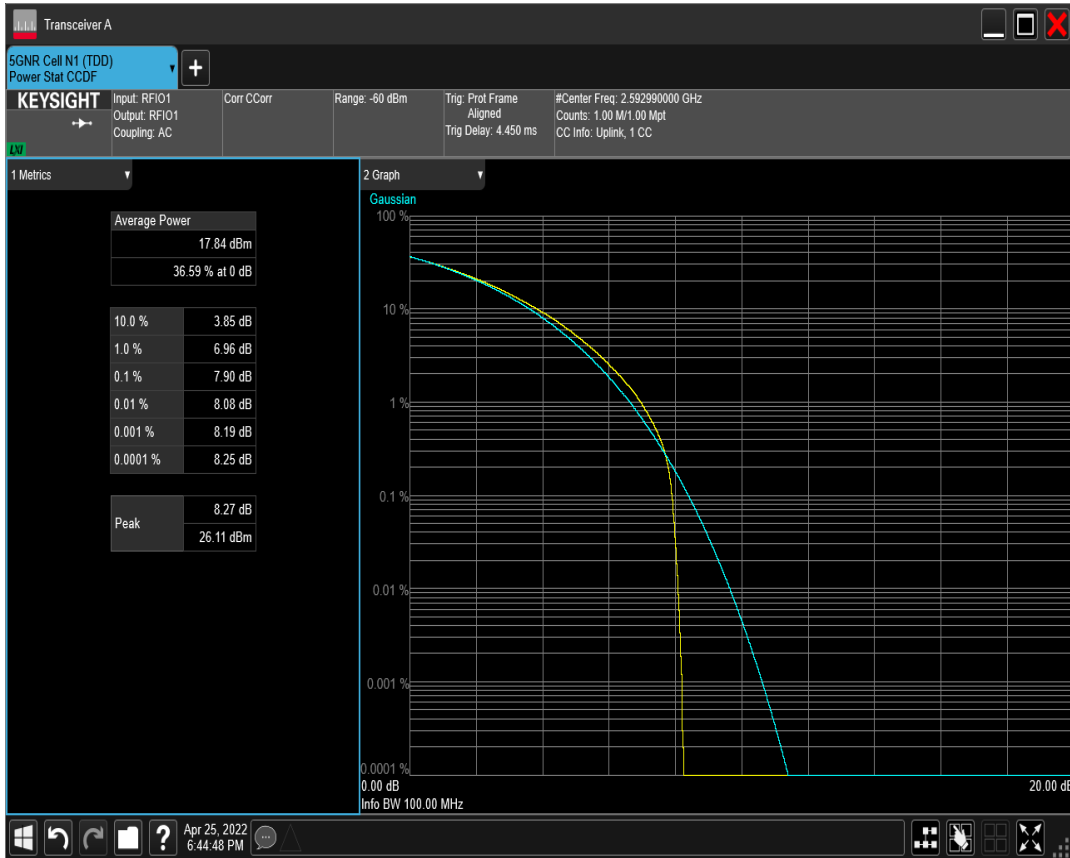 Transceiver A
5GNR Cell N1 (TDD)
Power Stat CCDF
+
KEYSIGHT
LXI
Input: RFIO1
Output: RFIO1
Coupling: AC
Corr CCorr
Range: -60 dBm
Trig: Prot Frame
Aligned
Trig Delay: 4.450 ms
#Center Freq: 2.592990000 GHz
Counts: 1.00 M/1.00 Mpt
CC Info: Uplink, 1 CC
1 Metrics
Average Power
17.84 dBm
36.59 % at 0 dB
10.0 % 3.85 dB
1.0 % 6.96 dB
0.1 % 7.90 dB
0.01 % 8.08 dB
0.001 % 8.19 dB
0.0001 % 8.25 dB
Peak 8.27 dB
26.11 dBm
2 Graph
Gaussian
100 %
10 %
1 %
0.1 %
0.01 %
0.001 %
0.0001 %
0.00 dB 20.00 dB
Info BW 100.00 MHz
? Apr 25, 2022
6:44:48 PM